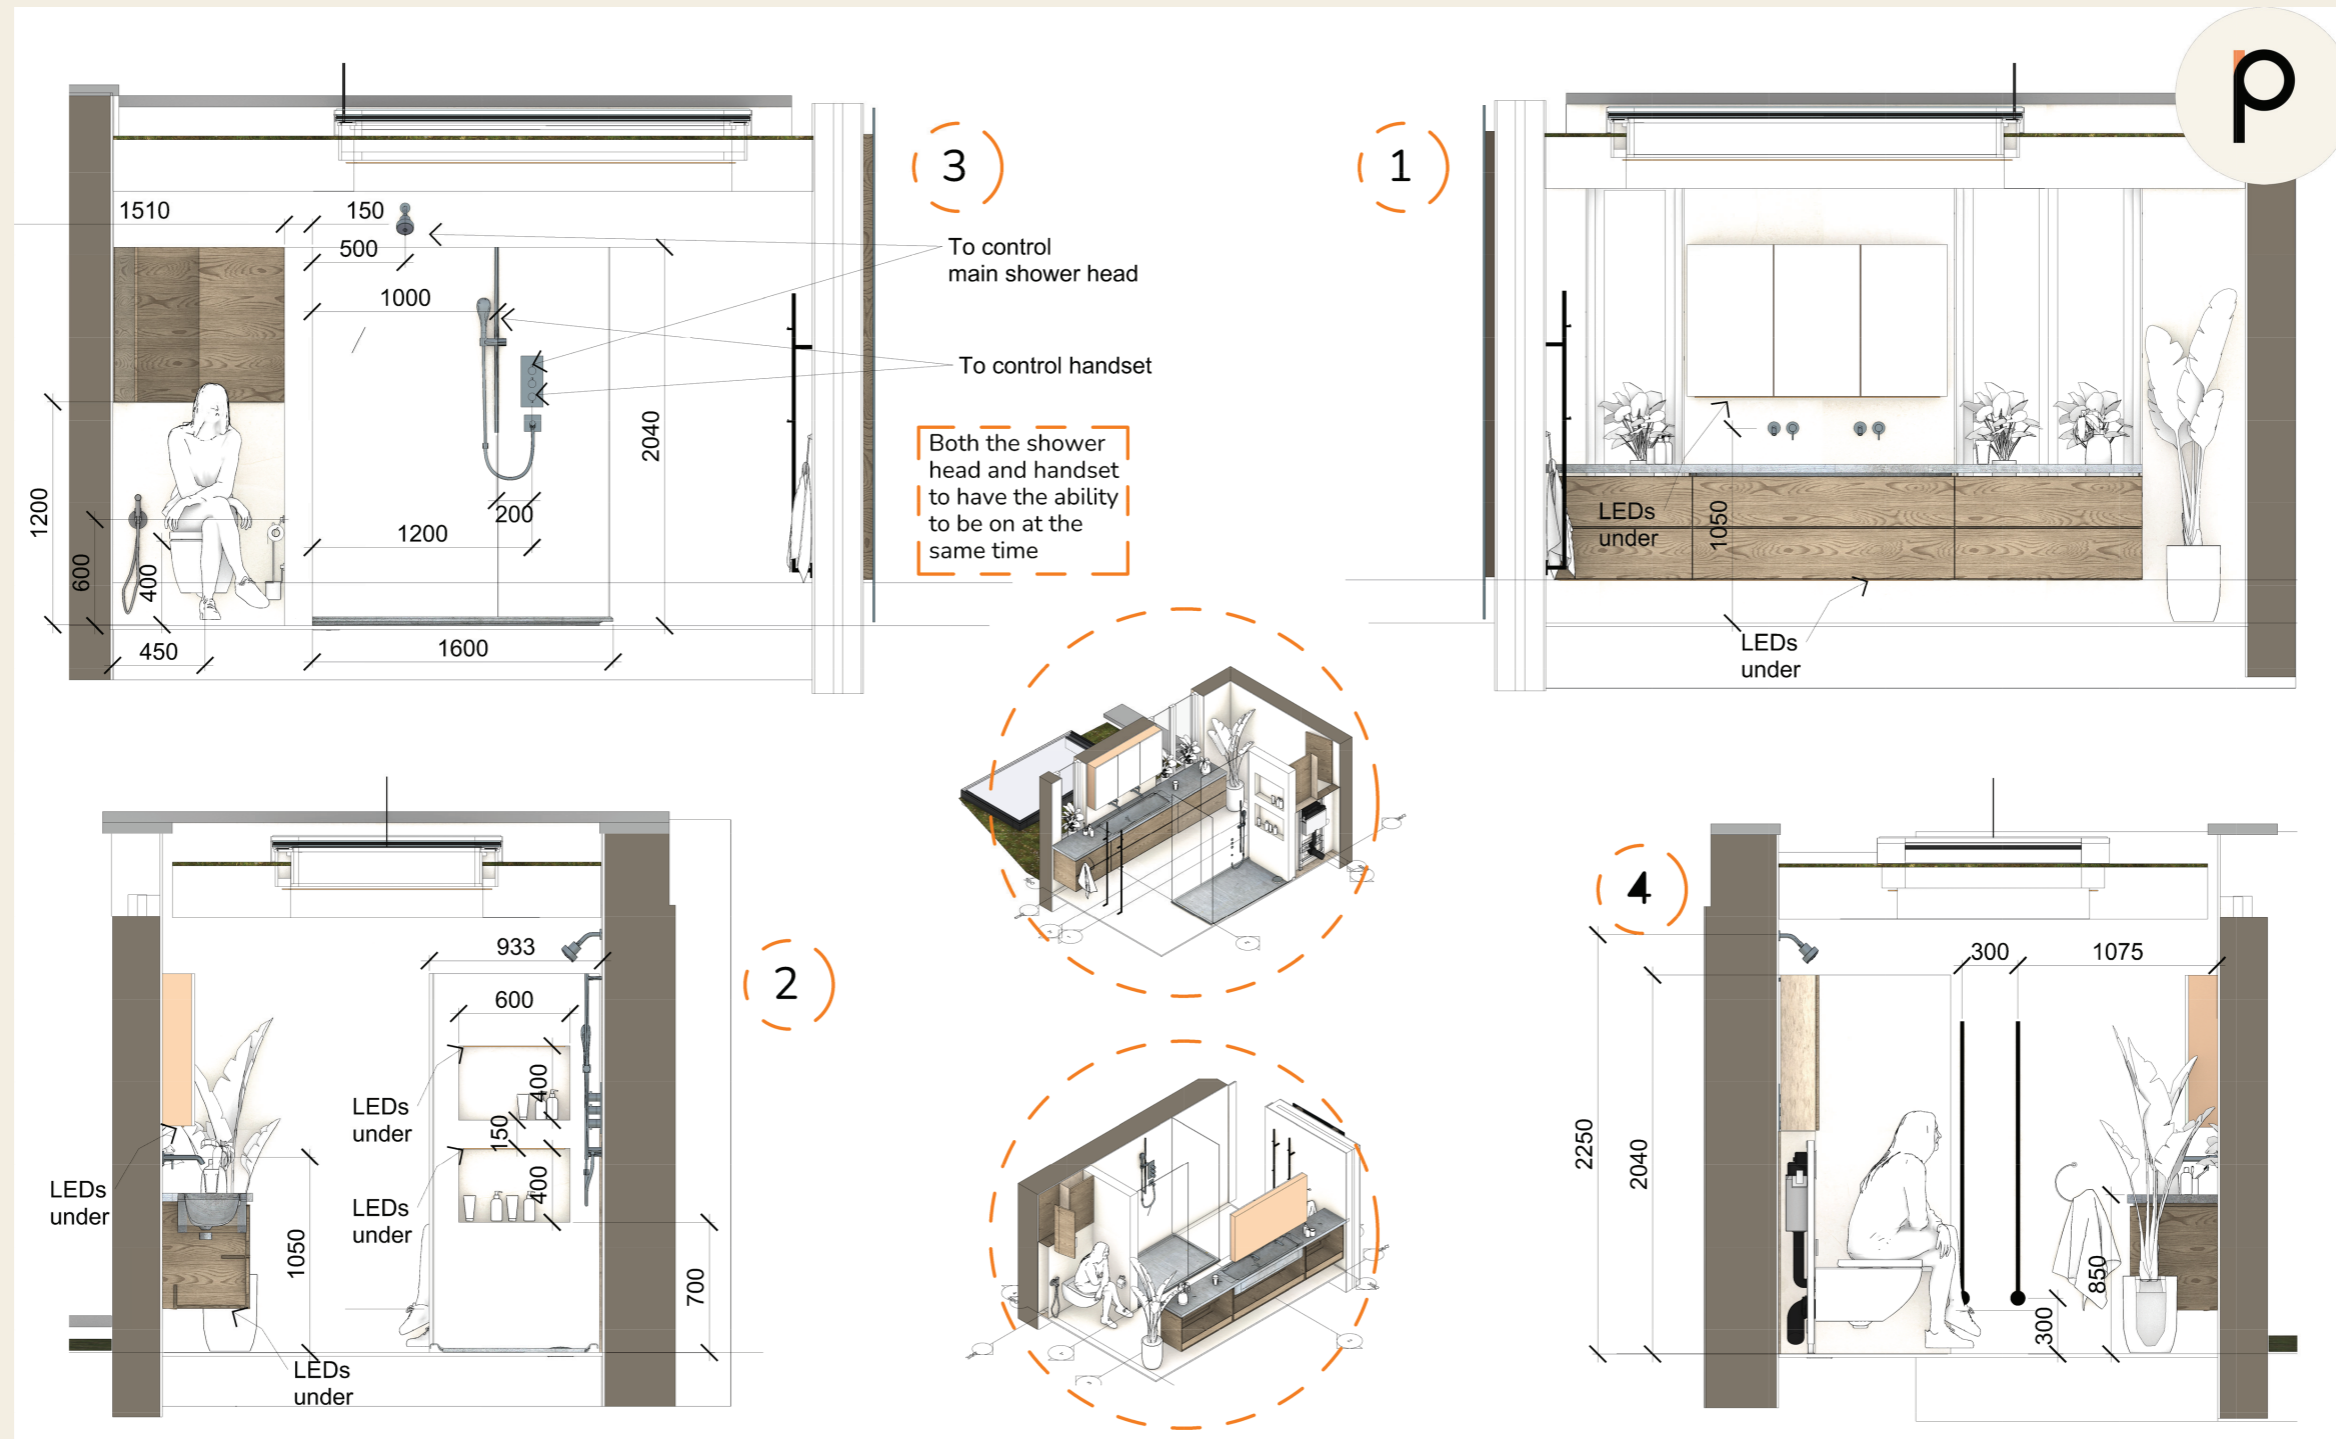 3
1510
150
500
1000
To control
main shower head
To control handset
Both the shower
head and handset
to have the ability
to be on at the
same time
2040
1200
200
1200
600
400
450
1600
1
p
LEDs
under
1050
LEDs
under
2
933
600
400
150
400
LEDs
under
LEDs
under
LEDs
under
1050
700
LEDs
under
4
300
1075
2250
2040
850
300